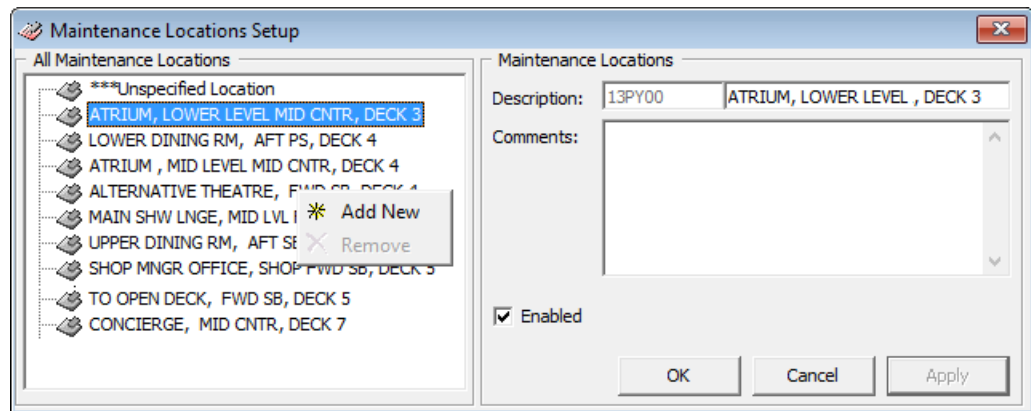 Maintenance Locations Setup
All Maintenance Locations
***Unspecified Location
ATRIUM, LOWER LEVEL MID CNTR, DECK 3
LOWER DINING RM,  AFT PS, DECK 4
ATRIUM , MID LEVEL MID CNTR, DECK 4
ALTERNATIVE THEATRE,  FWD SB, DECK 4
MAIN SHW LNGE, MID LVL
UPPER DINING RM,  AFT
SHOP MNGR OFFICE, SHOP FWD SB, DECK 5
TO OPEN DECK,  FWD SB, DECK 5
CONCIERGE,  MID CNTR, DECK 7
Add New
Remove
Maintenance Locations
Description: 13PY00 ATRIUM, LOWER LEVEL , DECK 3
Comments:
Enabled
OK Cancel Apply